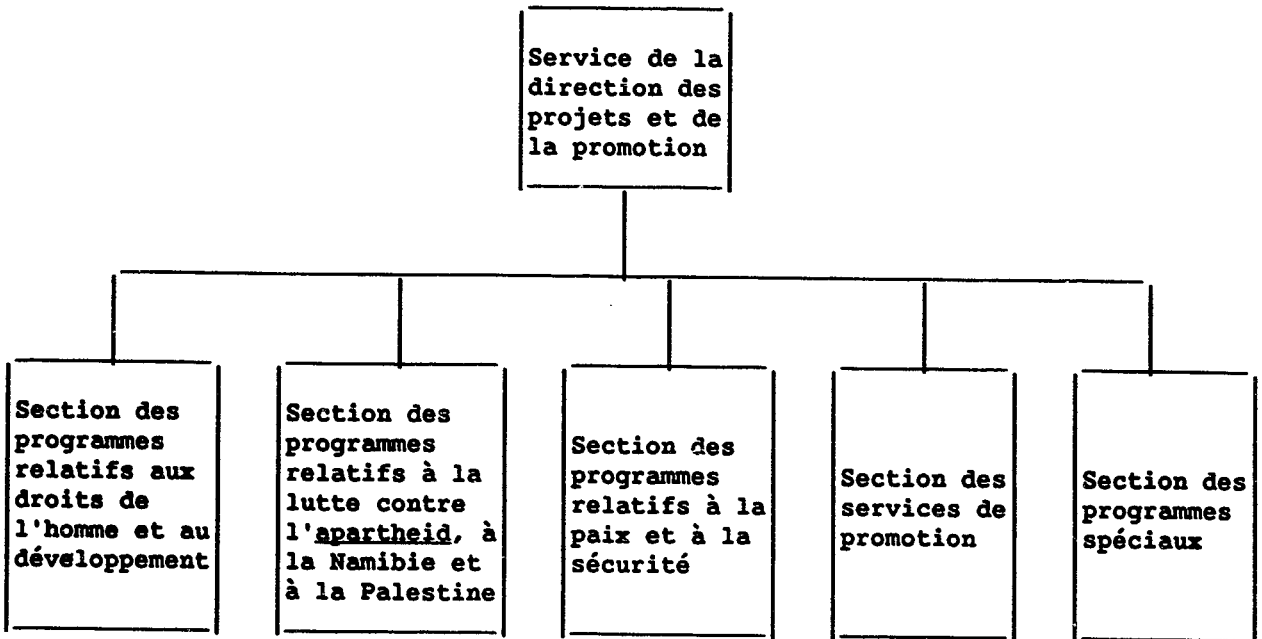 Service de la
direction des
projets et de
la promotion
Section des
programmes
relatifs aux
droits de
l'homme et au
développement
Section des
programmes
relatifs à la
lutte contre
l'apartheid, à
la Namibie et
à la Palestine
Section des
programmes
relatifs à la
paix et à la
sécurité
Section des
services de
promotion
Section des
programmes
spéciaux